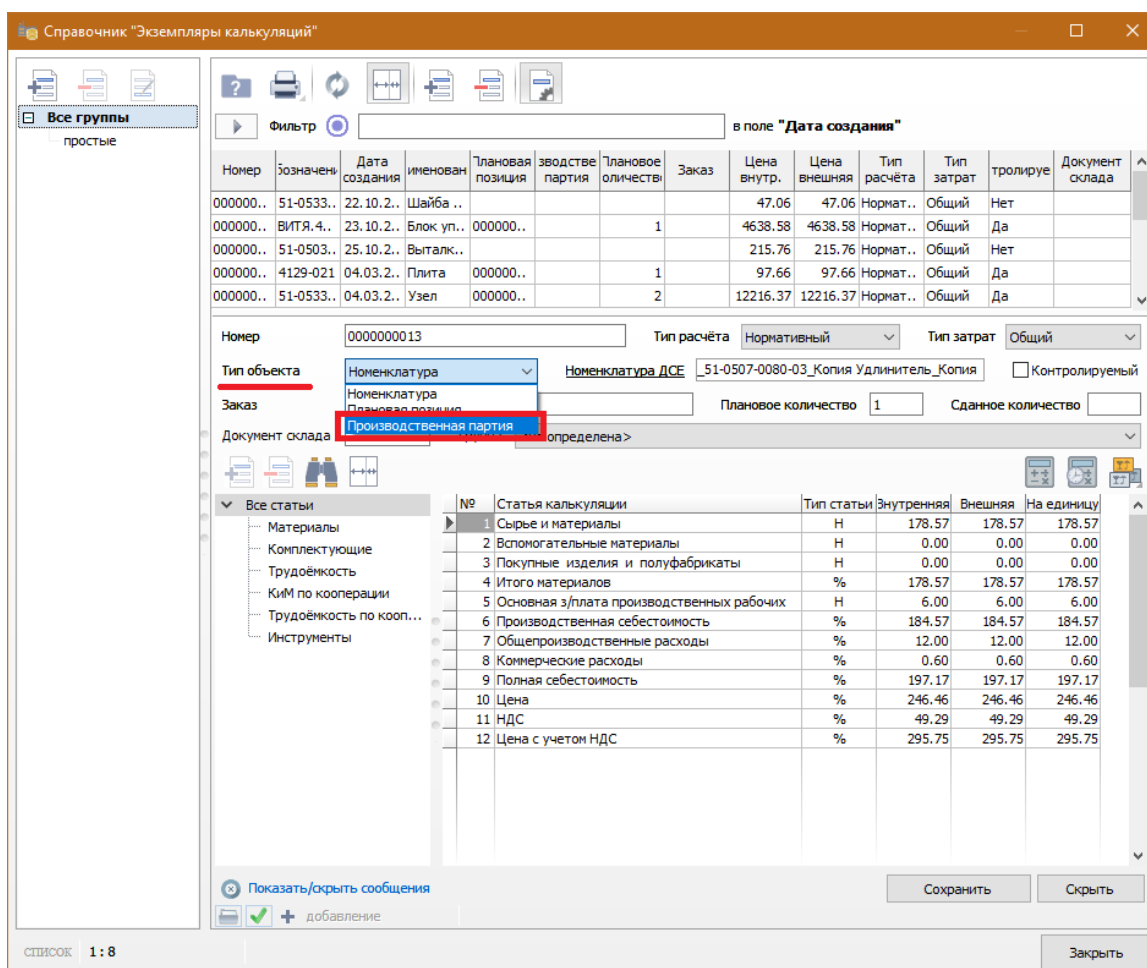 Справочник "Экземпляры калькуляций"
Все группы
простые
Фильтр в поле "Дата создания"
Номер Обозначени Дата создания именован Плановая позиция зводстве партия Плановое оличеств Заказ Цена внутр. Цена внешняя Тип расчёта Тип затрат тролируе Документ склада
000000.. 51-0533.. 22.10.2.. Шайба .. 47.06 47.06 Нормат.. Общий Нет
000000.. ВИТЯ.4.. 23.10.2.. Блок уп.. 000000.. 1 4638.58 4638.58 Нормат.. Общий Да
000000.. 51-0503.. 25.10.2.. Выталк.. 215.76 215.76 Нормат.. Общий Нет
000000.. 4129-021 04.03.2.. Плита 000000.. 1 97.66 97.66 Нормат.. Общий Да
000000.. 51-0533.. 04.03.2.. Узел 000000.. 2 12216.37 12216.37 Нормат.. Общий Да
Номер 0000000013 Тип расчёта Нормативный Тип затрат Общий
Тип объекта Номенклатура Номенклатура ДСЕ _51-0507-0080-03_Копия Удлинитель_Копия Контролируемый
Номенклатура
Заказ Плановая позиция Плановое количество 1 Сданное количество
Производственная партия
Документ склада определена>
Все статьи
Материалы
Комплектующие
Трудоёмкость
КиМ по кооперации
Трудоёмкость по кооп...
Инструменты
№ Статья калькуляции Тип статьи Внутренняя Внешняя На единицу
1 Сырье и материалы Н 178.57 178.57 178.57
2 Вспомогательные материалы Н 0.00 0.00 0.00
3 Покупные изделия и полуфабрикаты Н 0.00 0.00 0.00
4 Итого материалов % 178.57 178.57 178.57
5 Основная з/плата производственных рабочих Н 6.00 6.00 6.00
6 Производственная себестоимость % 184.57 184.57 184.57
7 Общепроизводственные расходы % 12.00 12.00 12.00
8 Коммерческие расходы % 0.60 0.60 0.60
9 Полная себестоимость % 197.17 197.17 197.17
10 Цена % 246.46 246.46 246.46
11 НДС % 49.29 49.29 49.29
12 Цена с учетом НДС % 295.75 295.75 295.75
Показать/скрыть сообщения
Сохранить Скрыть
добавление
СПИСОК 1:8
Закрыть